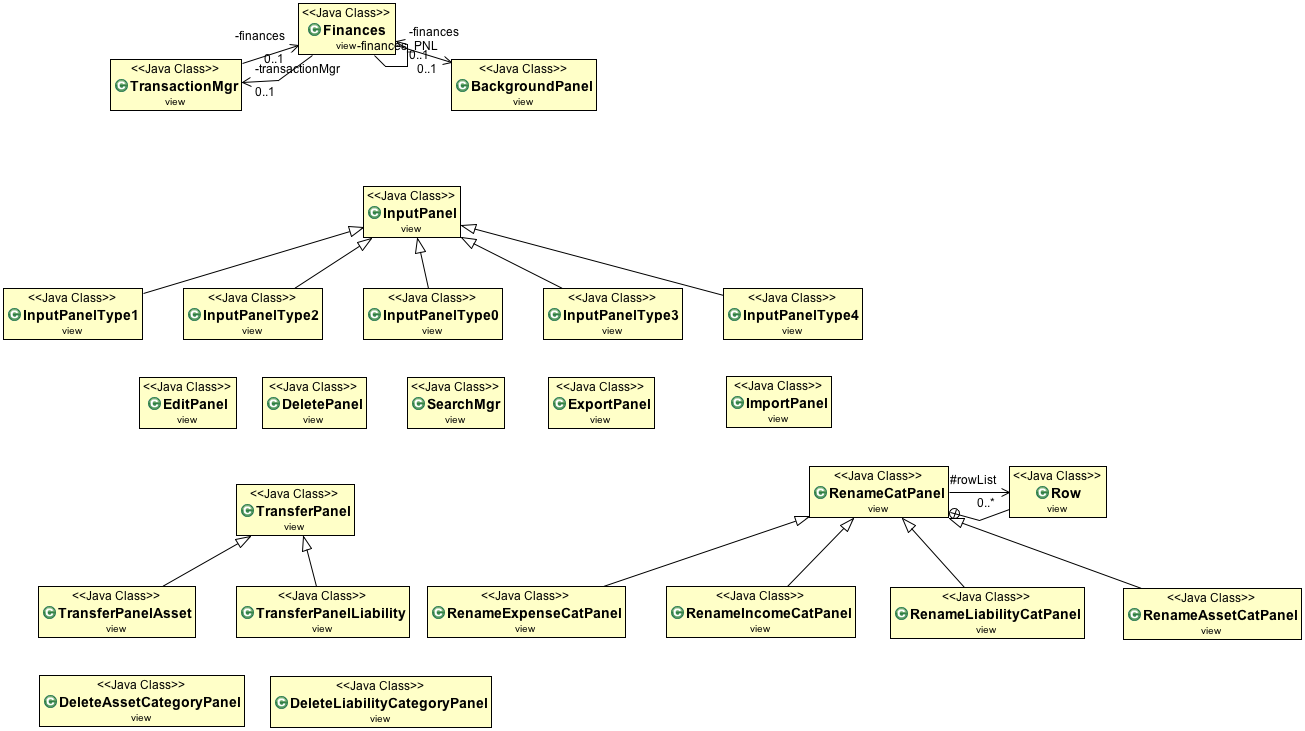 <<Java Class>>
Finances
view
-finances
0..1
-transactionMgr
0..1
-finances_PNL
0..1
-finances
0..1
<<Java Class>>
TransactionMgr
view
<<Java Class>>
BackgroundPanel
view
<<Java Class>>
InputPanel
view
<<Java Class>>
InputPanelType1
view
<<Java Class>>
InputPanelType2
view
<<Java Class>>
InputPanelType0
view
<<Java Class>>
InputPanelType3
view
<<Java Class>>
InputPanelType4
view
<<Java Class>>
EditPanel
view
<<Java Class>>
DeletePanel
view
<<Java Class>>
SearchMgr
view
<<Java Class>>
ExportPanel
view
<<Java Class>>
ImportPanel
view
<<Java Class>>
TransferPanel
view
<<Java Class>>
RenameCatPanel
view
#rowList
0..*
<<Java Class>>
Row
view
<<Java Class>>
TransferPanelAsset
view
<<Java Class>>
TransferPanelLiability
view
<<Java Class>>
RenameExpenseCatPanel
view
<<Java Class>>
RenameIncomeCatPanel
view
<<Java Class>>
RenameLiabilityCatPanel
view
<<Java Class>>
RenameAssetCatPanel
view
<<Java Class>>
DeleteAssetCategoryPanel
view
<<Java Class>>
DeleteLiabilityCategoryPanel
view